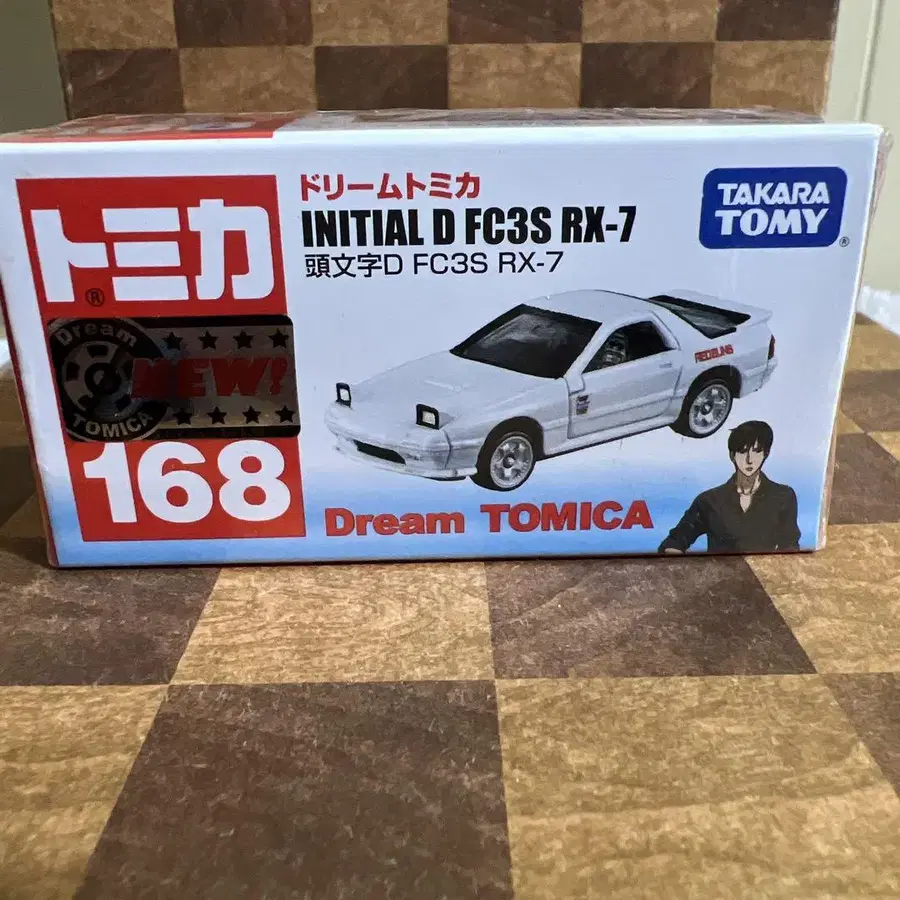 トミカ
®
Dream
NEW!
TOMICA
168
ドリームトミカ
INITIAL D FC3S RX-7
頭文字D FC3S RX-7
TAKARA
TOMY
®
REDSUNS
Dream TOMICA